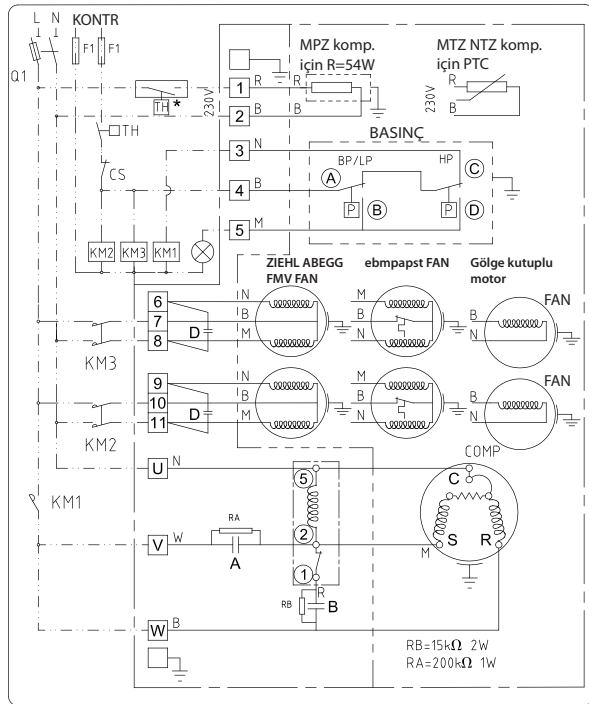 L N KONTR
F1 F1
Q1
MPZ komp.
için R=54W
MTZ NTZ komp.
için PTC
230V
1 R R
TH *
2 B B
230V
R
B
TH
BASINÇ
3 N
BP/LP HP
A C
CS
4 B
P B P D
5 M
KM2 KM3 KM1
ZIEHL ABEGG
FMV FAN
ebmpapst FAN
Gölge kutuplu
motor
FAN
6 N M
7 B B B
8 D M N N
KM3
FAN
9 N M
10 B B B
11 D M N N
KM2
COMP
U N
5 C
KM1
RA
2 S R
V W M
A
1
R
RB B
W B
RB=15kΩ 2W
RA=200kΩ 1W